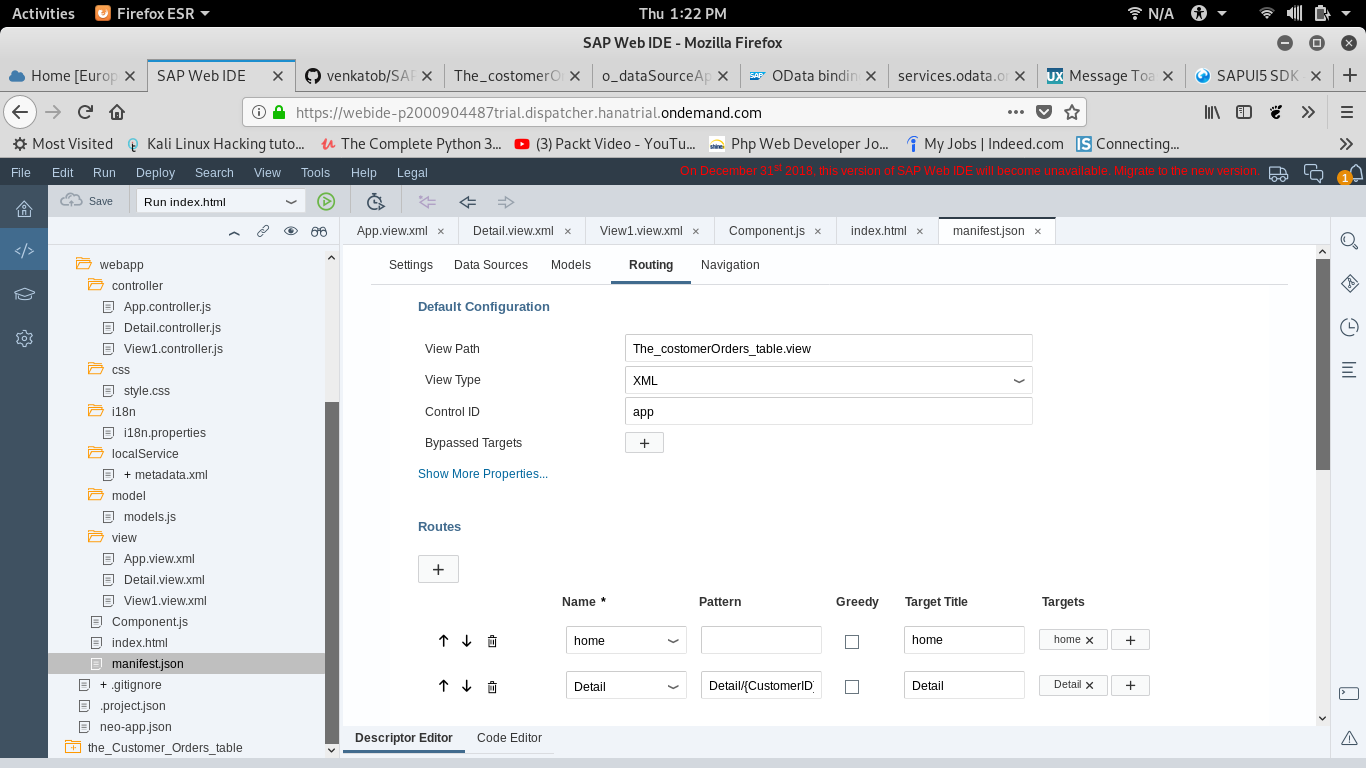 Activities Firefox ESR Thu 1:22 PM N/A
SAP Web IDE - Mozilla Firefox
Home [Europ SAP Web IDE venkatob/SAP The_costomerO o_dataSourceAp OData bindin services.odata.o Message Toa SAPUI5 SDK
https://webide-p2000904487trial.dispatcher.hanatrial.ondemand.com
Most Visited Kali Linux Hacking tuto... The Complete Python 3... (3) Packt Video - YouTu... Php Web Developer Jo... My Jobs | Indeed.com Connecting...
File Edit Run Deploy Search View Tools Help Legal On December 31st 2018, this version of SAP Web IDE will become unavailable. Migrate to the new version. 1
Save Run index.html
App.view.xml × Detail.view.xml × View1.view.xml × Component.js × index.html × manifest.json ×
Settings Data Sources Models Routing Navigation
webapp
controller
App.controller.js
Detail.controller.js
View1.controller.js
css
style.css
i18n
i18n.properties
localService
+ metadata.xml
model
models.js
view
App.view.xml
Detail.view.xml
View1.view.xml
Component.js
index.html
manifest.json
+ .gitignore
.project.json
neo-app.json
the_Customer_Orders_table
Default Configuration
View Path The_costomerOrders_table.view
View Type XML
Control ID app
Bypassed Targets +
Show More Properties...
Routes
+
Name * Pattern Greedy Target Title Targets
home home home × +
Detail Detail/{CustomerID} Detail Detail × +
Descriptor Editor Code Editor